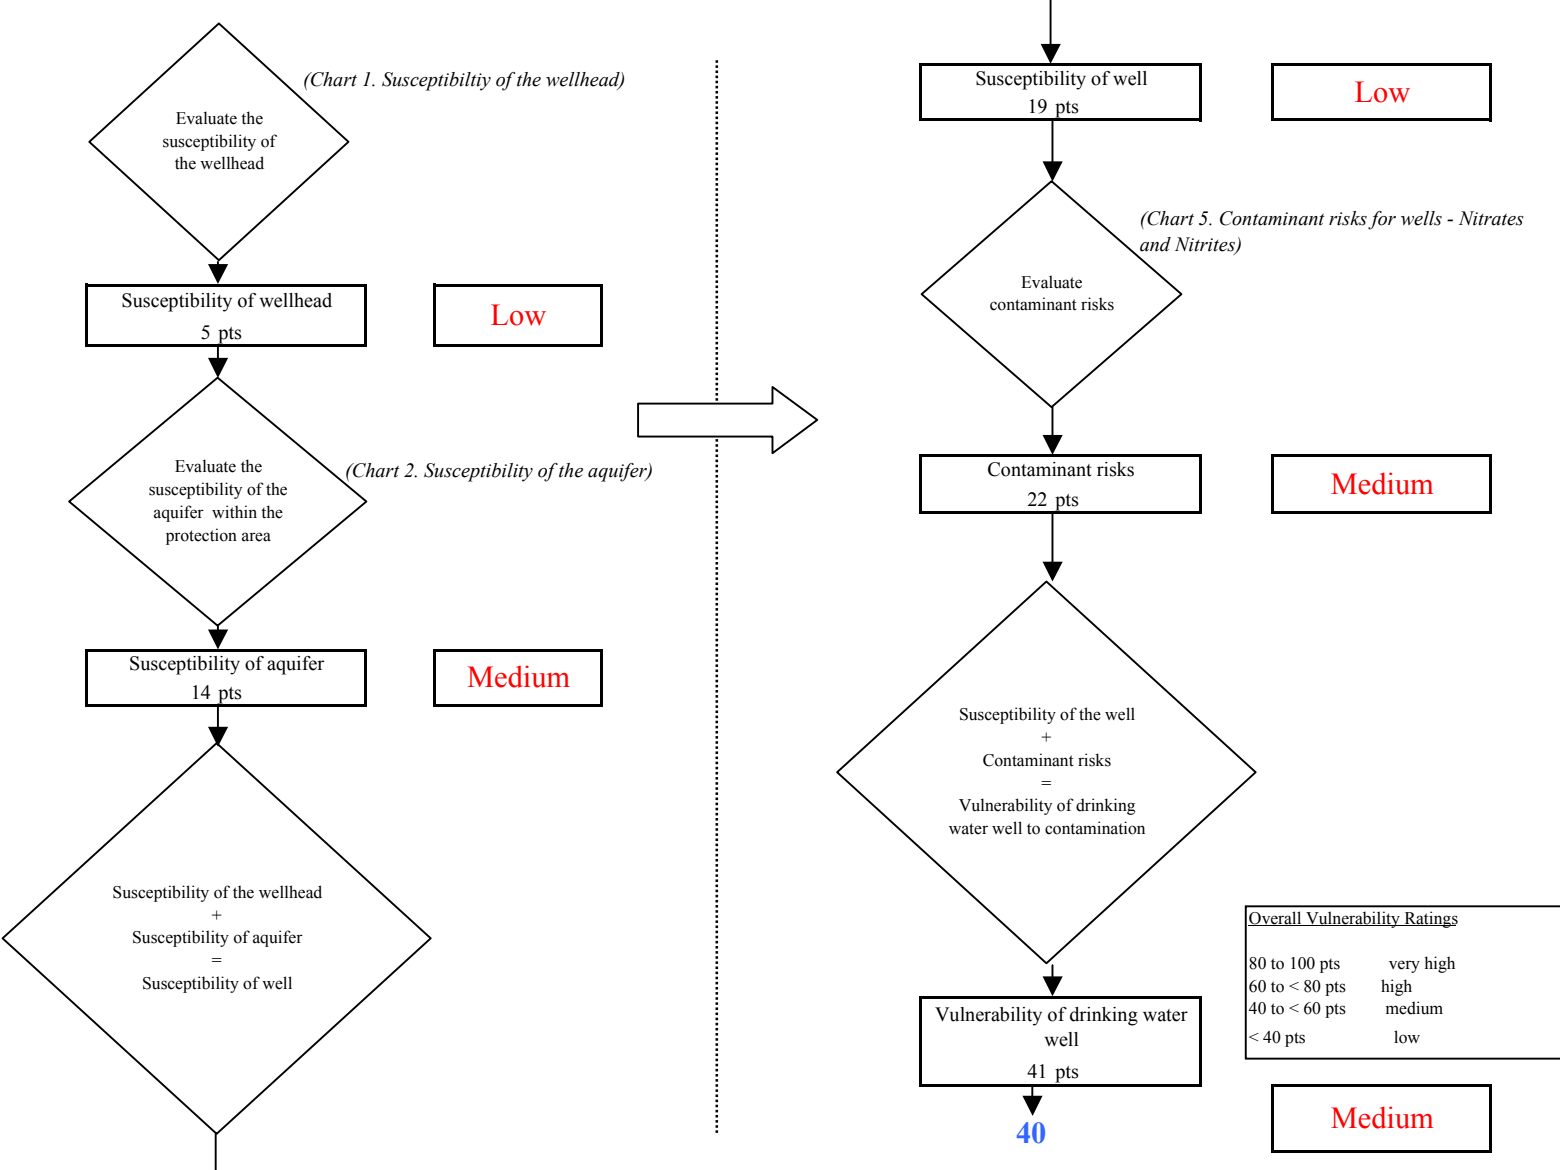 (Chart 1. Susceptibiltiy of the wellhead)
Evaluate the
susceptibility of
the wellhead
Susceptibility of wellhead
5 pts
Low
Evaluate the
susceptibility of the
aquifer within the
protection area
(Chart 2. Susceptibility of the aquifer)
Susceptibility of aquifer
14 pts
Medium
Susceptibility of the wellhead
+
Susceptibility of aquifer
=
Susceptibility of well
Susceptibility of well
19 pts
Low
(Chart 5. Contaminant risks for wells - Nitrates
and Nitrites)
Evaluate
contaminant risks
Contaminant risks
22 pts
Medium
Susceptibility of the well
+
Contaminant risks
=
Vulnerability of drinking
water well to contamination
Overall Vulnerability Ratings
80 to 100 pts very high
60 to < 80 pts high
40 to < 60 pts medium
< 40 pts low
Vulnerability of drinking water
well
41 pts
40
Medium